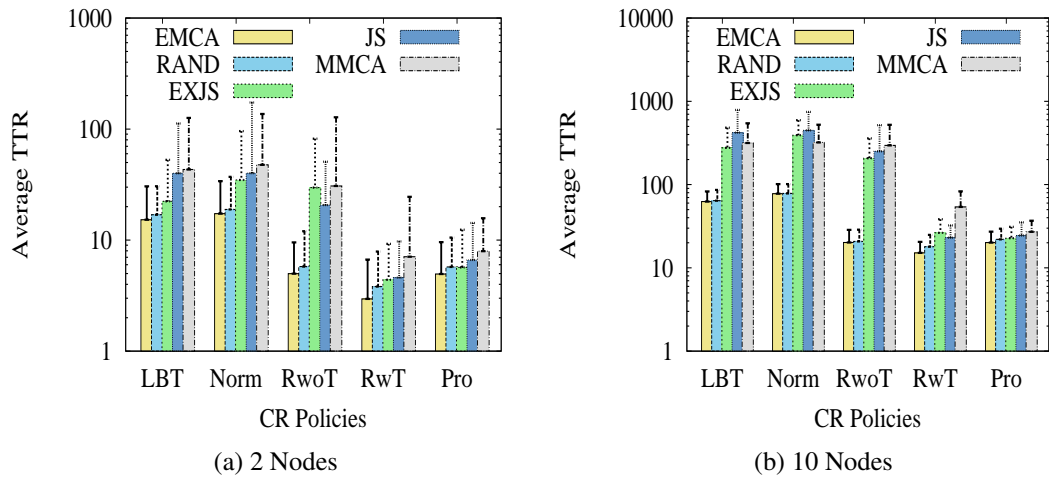 1000
100
10
1
Average TTR
EMCA
RAND
EXJS
JS
MMCA
LBT Norm RwoT RwT Pro
CR Policies
(a) 2 Nodes
10000
1000
100
10
1
Average TTR
EMCA
RAND
EXJS
JS
MMCA
LBT Norm RwoT RwT Pro
CR Policies
(b) 10 Nodes